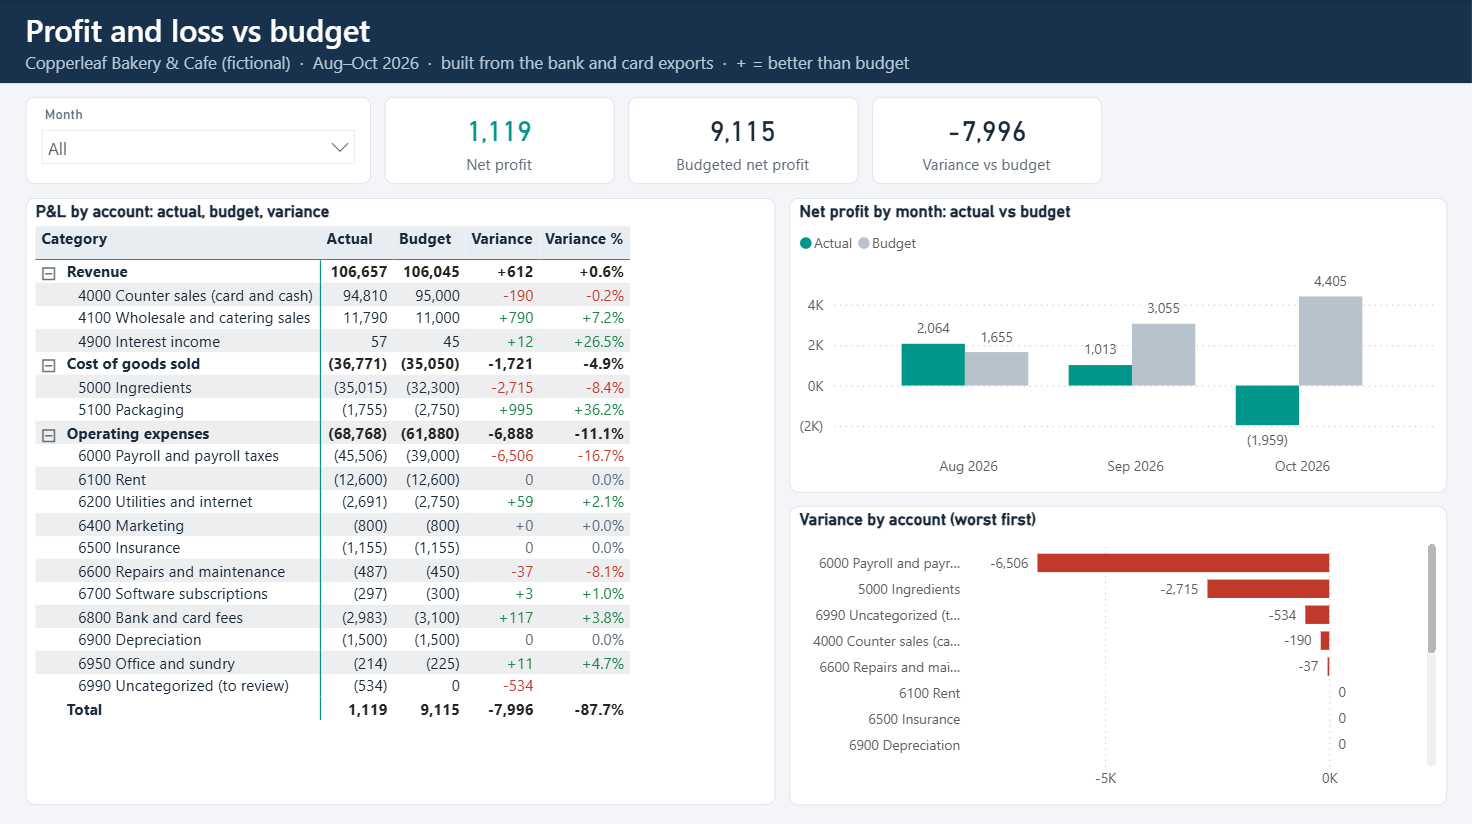 Profit and loss vs budget
Copperleaf Bakery & Cafe (fictional) · Aug–Oct 2026 · built from the bank and card exports · + = better than budget
Month
All
1,119
Net profit
9,115
Budgeted net profit
-7,996
Variance vs budget
P&L by account: actual, budget, variance
Category Actual Budget Variance Variance %
Revenue 106,657 106,045 +612 +0.6%
4000 Counter sales (card and cash) 94,810 95,000 -190 -0.2%
4100 Wholesale and catering sales 11,790 11,000 +790 +7.2%
4900 Interest income 57 45 +12 +26.5%
Cost of goods sold (36,771) (35,050) -1,721 -4.9%
5000 Ingredients (35,015) (32,300) -2,715 -8.4%
5100 Packaging (1,755) (2,750) +995 +36.2%
Operating expenses (68,768) (61,880) -6,888 -11.1%
6000 Payroll and payroll taxes (45,506) (39,000) -6,506 -16.7%
6100 Rent (12,600) (12,600) 0 0.0%
6200 Utilities and internet (2,691) (2,750) +59 +2.1%
6400 Marketing (800) (800) +0 +0.0%
6500 Insurance (1,155) (1,155) 0 0.0%
6600 Repairs and maintenance (487) (450) -37 -8.1%
6700 Software subscriptions (297) (300) +3 +1.0%
6800 Bank and card fees (2,983) (3,100) +117 +3.8%
6900 Depreciation (1,500) (1,500) 0 0.0%
6950 Office and sundry (214) (225) +11 +4.7%
6990 Uncategorized (to review) (534) 0 -534
Total 1,119 9,115 -7,996 -87.7%
Net profit by month: actual vs budget
Actual Budget
4K
2K
0K
(2K)
2,064
1,655
1,013
3,055
(1,959)
4,405
Aug 2026 Sep 2026 Oct 2026
Variance by account (worst first)
6000 Payroll and payr... -6,506
5000 Ingredients -2,715
6990 Uncategorized (t... -534
4000 Counter sales (ca... -190
6600 Repairs and mai... -37
6100 Rent 0
6500 Insurance 0
6900 Depreciation 0
-5K 0K